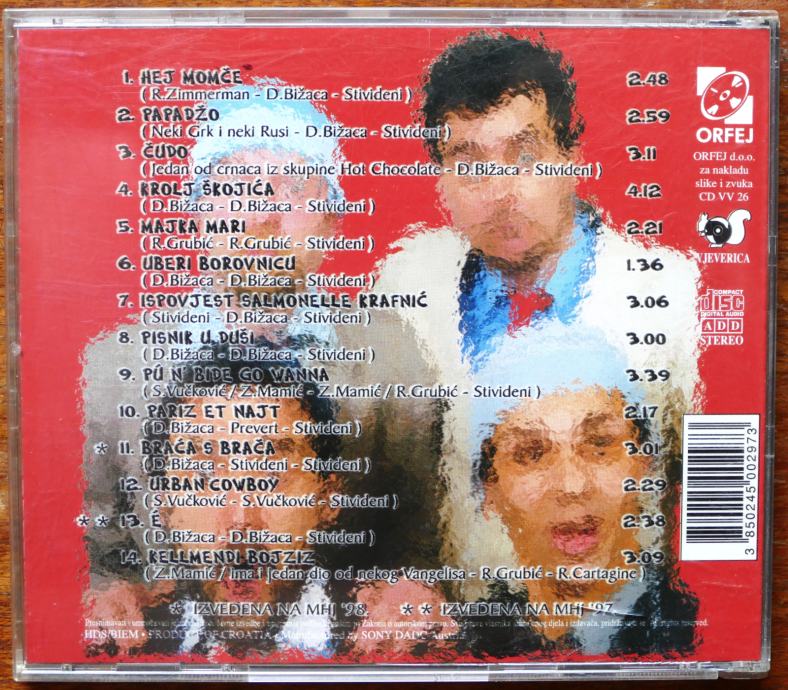 1. HEJ MOMČE 2.48
( R.Zimmerman - D.Bižaca - Stivideni )
2. PAPADŽO 2.59
( Neki Grk i neki Rusi - D.Bižaca - Stivideni )
3. ČUDO 3.11
( Jedan od crnaca iz skupine Hot Chocolate - D.Bižaca - Stivideni )
4. KROLJ ŠKOJIĆA 4.12
( D.Bižaca - D.Bižaca - Stivideni )
5. MAJKA MARI 2.21
( R.Grubić - R.Grubić - Stivideni )
6. UBERI BOROVNICU 1.36
( D.Bižaca - D.Bižaca - Stivideni )
7. ISPOVJEST SALMONELLE KRAFNIĆ 3.06
( Stivideni - D.Bižaca - Stivideni )
8. PISNIK U DUŠI 3.00
( D.Bižaca - D.Bižaca - Stivideni )
9. PÚ N' BIDE GO WANNA 3.39
( S.Vučković / Z.Mamić - Z.Mamić / R.Grubić - Stivideni )
10. PARIZ ET NAJT 2.17
( D.Bižaca - Prevert - Stivideni )
* 11. BRAĆA S BRAČA 3.01
( D.Bižaca - Stivideni - Stivideni )
12. URBAN COWBOY 2.29
( S.Vučković - S.Vučković - Stivideni )
* * 13. E 2.38
( D.Bižaca - D.Bižaca - Stivideni )
14. KELLMENDI BOJZIZ 3.09
( Z.Mamić / ima i jedan dio od nekog Vangelisa - R.Grubić - R.Cartagine )
* IZVEDENA NA MHJ '98. * * IZVEDENA NA MHJ '97.
HDS/BIEM • PRODUCT OF CROATIA • Manufactured by SONY DADC Austria
ORFEJ
ORFEJ d.o.o.
za nakladu
slike i zvuka
CD VV 26
VJEVERICA
COMPACT
disc
DIGITAL AUDIO
ADD
STEREO
3 850245 002973